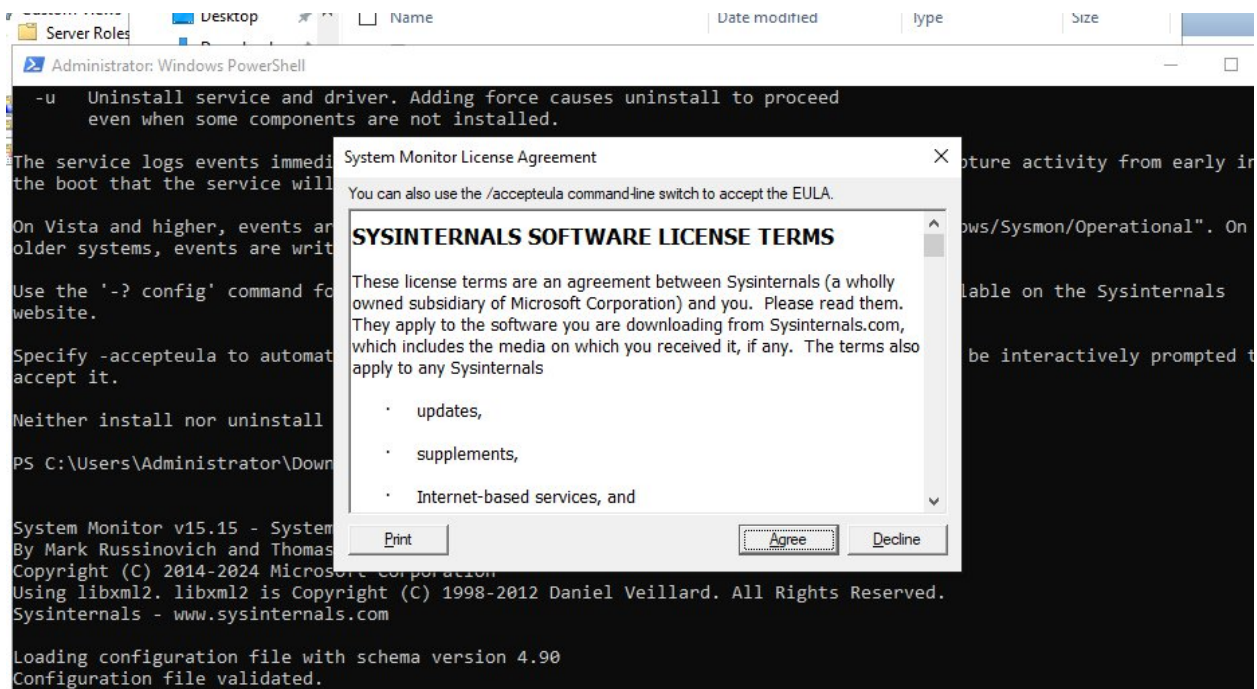 Desktop
Name
Date modified
Type
Size
Server Roles
Administrator: Windows PowerShell
-u Uninstall service and driver. Adding force causes uninstall to proceed
even when some components are not installed.
The service logs events immedi
pture activity from early in
the boot that the service will
On Vista and higher, events ar
ows/Sysmon/Operational". On
older systems, events are writ
Use the '-? config' command fo
lable on the Sysinternals
website.
Specify -accepteula to automat
be interactively prompted t
accept it.
Neither install nor uninstall
PS C:\Users\Administrator\Down
System Monitor v15.15 - System
By Mark Russinovich and Thomas
Copyright (C) 2014-2024 Microsoft Corporation
Using libxml2. libxml2 is Copyright (C) 1998-2012 Daniel Veillard. All Rights Reserved.
Sysinternals - www.sysinternals.com
Loading configuration file with schema version 4.90
Configuration file validated.
System Monitor License Agreement
You can also use the /accepteula command-line switch to accept the EULA.
SYSINTERNALS SOFTWARE LICENSE TERMS
These license terms are an agreement between Sysinternals (a wholly
owned subsidiary of Microsoft Corporation) and you. Please read them.
They apply to the software you are downloading from Sysinternals.com,
which includes the media on which you received it, if any. The terms also
apply to any Sysinternals
· updates,
· supplements,
· Internet-based services, and
Print
Agree
Decline